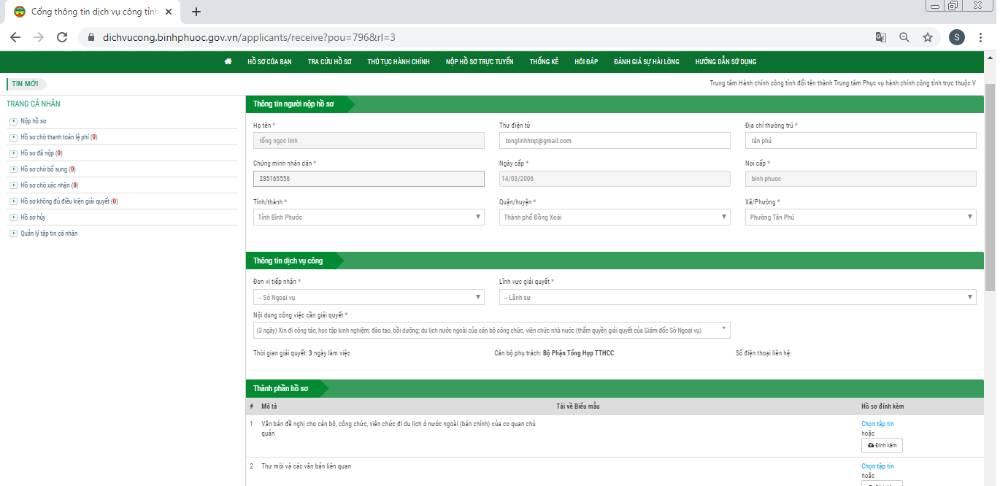 Cổng thông tin dịch vụ công tỉnh
dichvucong.binhphuoc.gov.vn/applicants/receive?pou=796&rl=3
S
HỒ SƠ CỦA BẠN TRA CỨU HỒ SƠ THỦ TỤC HÀNH CHÍNH NỘP HỒ SƠ TRỰC TUYẾN THỐNG KÊ HỎI ĐÁP ĐÁNH GIÁ SỰ HÀI LÒNG HƯỚNG DẪN SỬ DỤNG
TIN MỚI
Trung tâm Hành chính công tỉnh đổi tên thành Trung tâm Phục vụ hành chính công tỉnh trực thuộc V
TRANG CÁ NHÂN
Nộp hồ sơ
Hồ sơ chờ thanh toán lệ phí (0)
Hồ sơ đã nộp (0)
Hồ sơ chờ bổ sung (0)
Hồ sơ chờ xác nhận (0)
Hồ sơ không đủ điều kiện giải quyết (0)
Hồ sơ hủy
Quản lý tập tin cá nhân
Thông tin người nộp hồ sơ
Họ tên * Thư điện tử Địa chỉ thường trú *
tống ngọc linh tonglinhhtqt@gmail.com tân phú
Chứng minh nhân dân * Ngày cấp * Nơi cấp *
285165556 14/03/2006 binh phuoc
Tỉnh/thành * Quận/huyện * Xã/Phường *
Tỉnh Bình Phước Thành phố Đồng Xoài Phường Tân Phú
Thông tin dịch vụ công
Đơn vị tiếp nhận * Lĩnh vực giải quyết *
-- Sở Ngoại vụ -- Lãnh sự
Nội dung công việc cần giải quyết *
(3 ngày) Xin đi công tác, học tập kinh nghiệm; đào tạo, bồi dưỡng; du lịch nước ngoài của cán bộ công chức, viên chức nhà nước (thẩm quyền giải quyết của Giám đốc Sở Ngoại vụ)
Thời gian giải quyết: 3 ngày làm việc Cán bộ phụ trách: Bộ Phận Tổng Hợp TTHCC Số điện thoại liên hệ:
Thành phần hồ sơ
# Mô tả Tải về Biểu mẫu Hồ sơ đính kèm
1 Văn bản đề nghị cho cán bộ, công chức, viên chức đi du lịch ở nước ngoài (bản chính) của cơ quan chủ
quản
Chọn tập tin
hoặc
Đính kèm
2 Thư mời và các văn bản liên quan
Chọn tập tin
hoặc